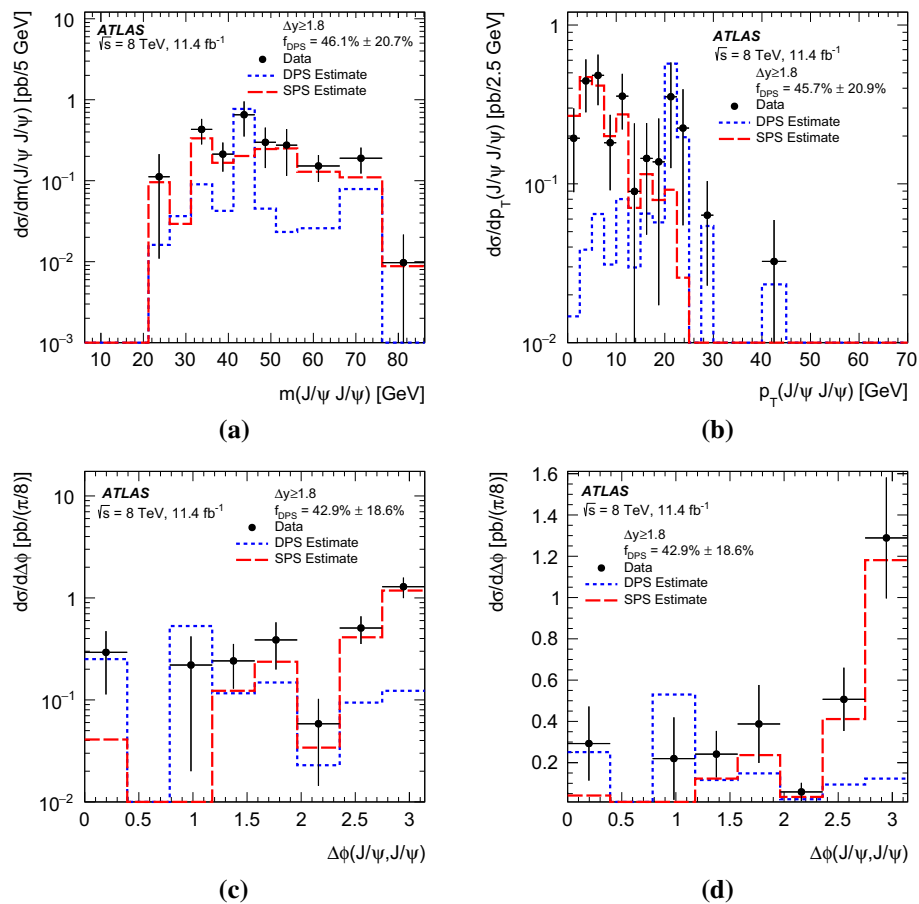 dσ/dm(J/ψ J/ψ) [pb/5 GeV]
10
1
10⁻¹
10⁻²
10⁻³
ATLAS
√s = 8 TeV, 11.4 fb⁻¹
Δy≥1.8
f_DPS = 46.1% ± 20.7%
Data
DPS Estimate
SPS Estimate
10 20 30 40 50 60 70 80
m(J/ψ J/ψ) [GeV]
(a)
dσ/dp_T(J/ψ J/ψ) [pb/2.5 GeV]
1
10⁻¹
10⁻²
ATLAS
√s = 8 TeV, 11.4 fb⁻¹
Δy≥1.8
f_DPS = 45.7% ± 20.9%
Data
DPS Estimate
SPS Estimate
0 10 20 30 40 50 60 70
p_T(J/ψ J/ψ) [GeV]
(b)
dσ/dΔϕ [pb/(π/8)]
10
1
10⁻¹
10⁻²
ATLAS
√s = 8 TeV, 11.4 fb⁻¹
Δy≥1.8
f_DPS = 42.9% ± 18.6%
Data
DPS Estimate
SPS Estimate
0 0.5 1 1.5 2 2.5 3
Δϕ(J/ψ,J/ψ)
(c)
dσ/dΔϕ [pb/(π/8)]
1.6
1.4
1.2
1
0.8
0.6
0.4
0.2
ATLAS
√s = 8 TeV, 11.4 fb⁻¹
Δy≥1.8
f_DPS = 42.9% ± 18.6%
Data
DPS Estimate
SPS Estimate
0 0.5 1 1.5 2 2.5 3
Δϕ(J/ψ,J/ψ)
(d)